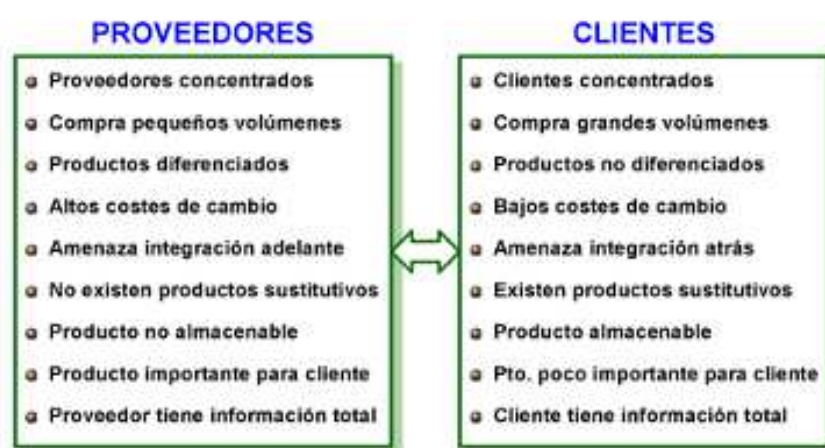 PROVEEDORES
Proveedores concentrados
Compra pequeños volúmenes
Productos diferenciados
Altos costes de cambio
Amenaza integración adelante
No existen productos sustitutivos
Producto no almacenable
Producto importante para cliente
Proveedor tiene información total
CLIENTES
Clientes concentrados
Compra grandes volúmenes
Productos no diferenciados
Bajos costes de cambio
Amenaza integración atrás
Existen productos sustitutivos
Producto almacenable
Pto. poco importante para cliente
Cliente tiene información total